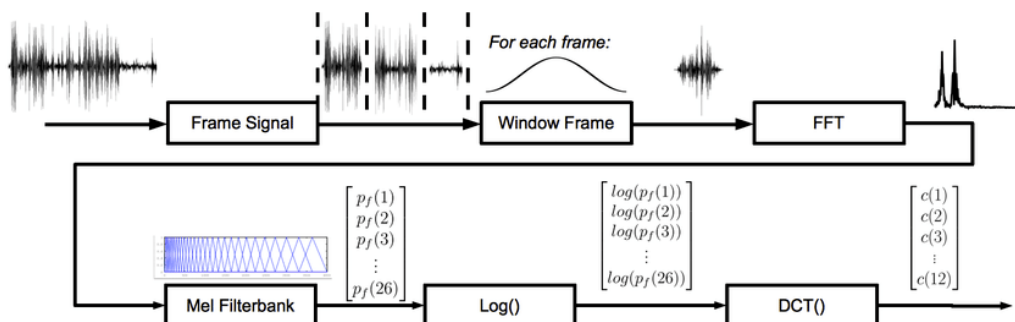 For each frame:
Frame Signal
Window Frame
FFT
p_f(1)
p_f(2)
p_f(3)
⋮
p_f(26)
log(p_f(1))
log(p_f(2))
log(p_f(3))
⋮
log(p_f(26))
c(1)
c(2)
c(3)
⋮
c(12)
Mel Filterbank
Log()
DCT()